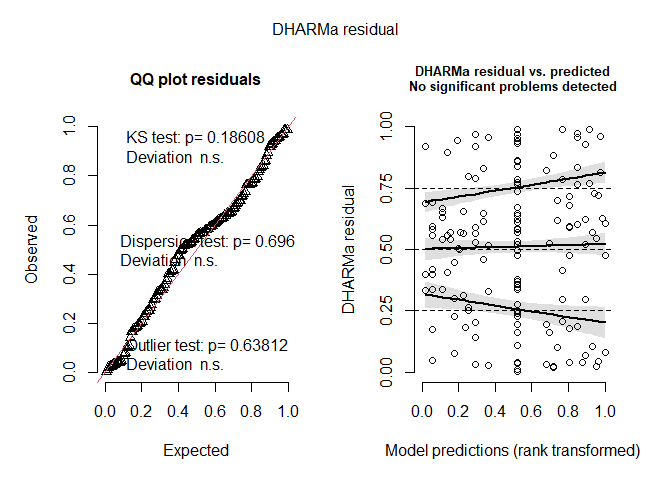 DHARMa residual
QQ plot residuals
KS test: p= 0.18608
Deviation n.s.
Dispersion test: p= 0.696
Deviation n.s.
Outlier test: p= 0.63812
Deviation n.s.
Observed
0.0 0.2 0.4 0.6 0.8 1.0
0.0 0.2 0.4 0.6 0.8 1.0
Expected
DHARMa residual vs. predicted
No significant problems detected
DHARMa residual
0.00 0.25 0.50 0.75 1.00
0.0 0.2 0.4 0.6 0.8 1.0
Model predictions (rank transformed)